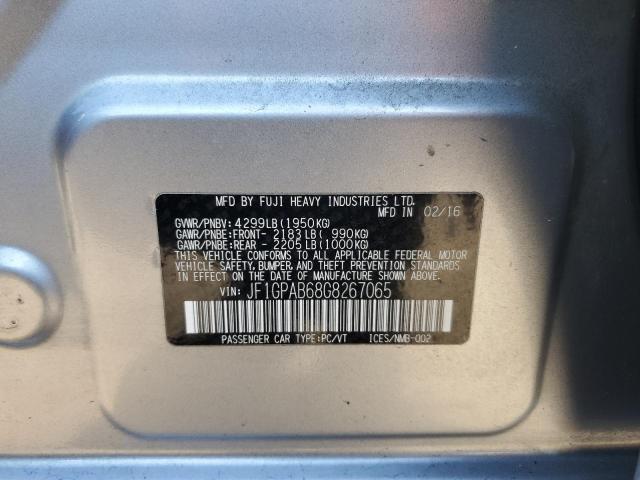 MFD BY FUJI HEAVY INDUSTRIES LTD.
MFD IN 02/16
GVWR/PNBV: 4299LB(1950KG)
GAWR/PNBE:FRONT- 2183LB( 990KG)
GAWR/PNBE:REAR - 2205LB(1000KG)
THIS VEHICLE CONFORMS TO ALL APPLICABLE FEDERAL MOTOR
VEHICLE SAFETY, BUMPER, AND THEFT PREVENTION STANDARDS
IN EFFECT ON THE DATE OF MANUFACTURE SHOWN ABOVE.
VIN: JF1GPAB68G8267065
PASSENGER CAR TYPE:PC/VT ICES/NMB-002